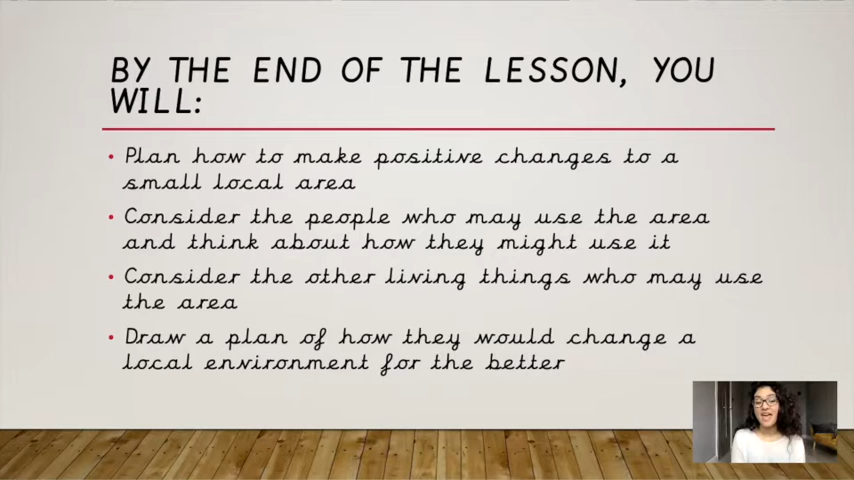 BY THE END OF THE LESSON, YOU
WILL:
• Plan how to make positive changes to a
small local area
• Consider the people who may use the area
and think about how they might use it
• Consider the other living things who may use
the area
• Draw a plan of how they would change a
local environment for the better